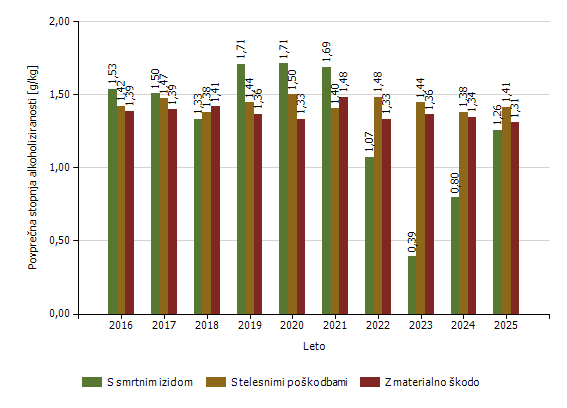 Povprečna stopnja alkoholiziranosti [g/kg]
2,00
1,50
1,00
0,50
0,00
1,53 1,42 1,39
1,50 1,47 1,39
1,33 1,38 1,41
1,71 1,44 1,36
1,71 1,50 1,33
1,69 1,40 1,48
1,07 1,48 1,33
0,39 1,44 1,36
0,80 1,38 1,34
1,26 1,41 1,31
2016 2017 2018 2019 2020 2021 2022 2023 2024 2025
Leto
S smrtnim izidom S telesnimi poškodbami Z materialno škodo